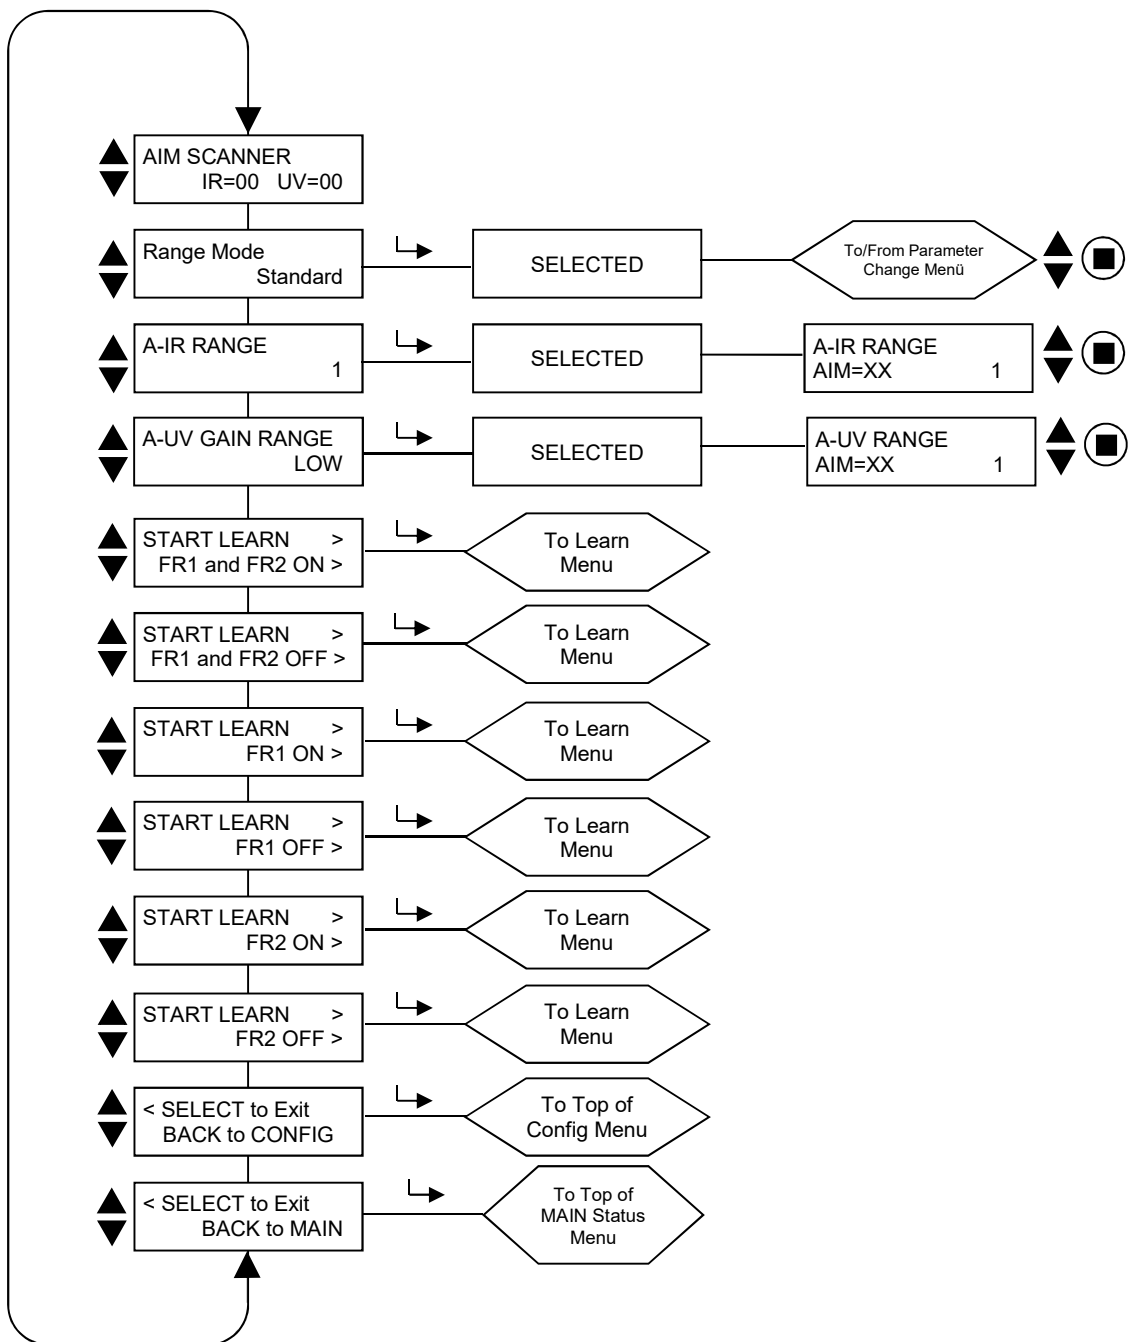 AIM SCANNER
IR=00 UV=00
Range Mode
Standard
SELECTED
To/From Parameter
Change Menü
A-IR RANGE
1
SELECTED
A-IR RANGE
AIM=XX 1
A-UV GAIN RANGE
LOW
SELECTED
A-UV RANGE
AIM=XX 1
START LEARN >
FR1 and FR2 ON >
To Learn
Menu
START LEARN >
FR1 and FR2 OFF >
To Learn
Menu
START LEARN >
FR1 ON >
To Learn
Menu
START LEARN >
FR1 OFF >
To Learn
Menu
START LEARN >
FR2 ON >
To Learn
Menu
START LEARN >
FR2 OFF >
To Learn
Menu
< SELECT to Exit
BACK to CONFIG
To Top of
Config Menu
< SELECT to Exit
BACK to MAIN
To Top of
MAIN Status
Menu